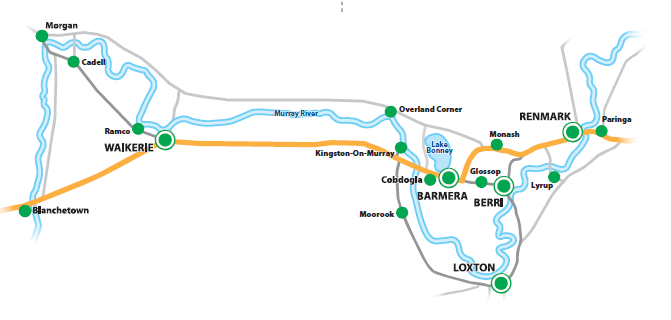 Morgan
Cadell
Overland Corner
Murray River
RENMARK
Paringa
Ramco
Monash
WAIKERIE
Lake
Bonney
Kingston-On-Murray
Glossop
Cobdogla
Lyrup
BARMERA
BERRI
Blanchetown
Moorook
LOXTON